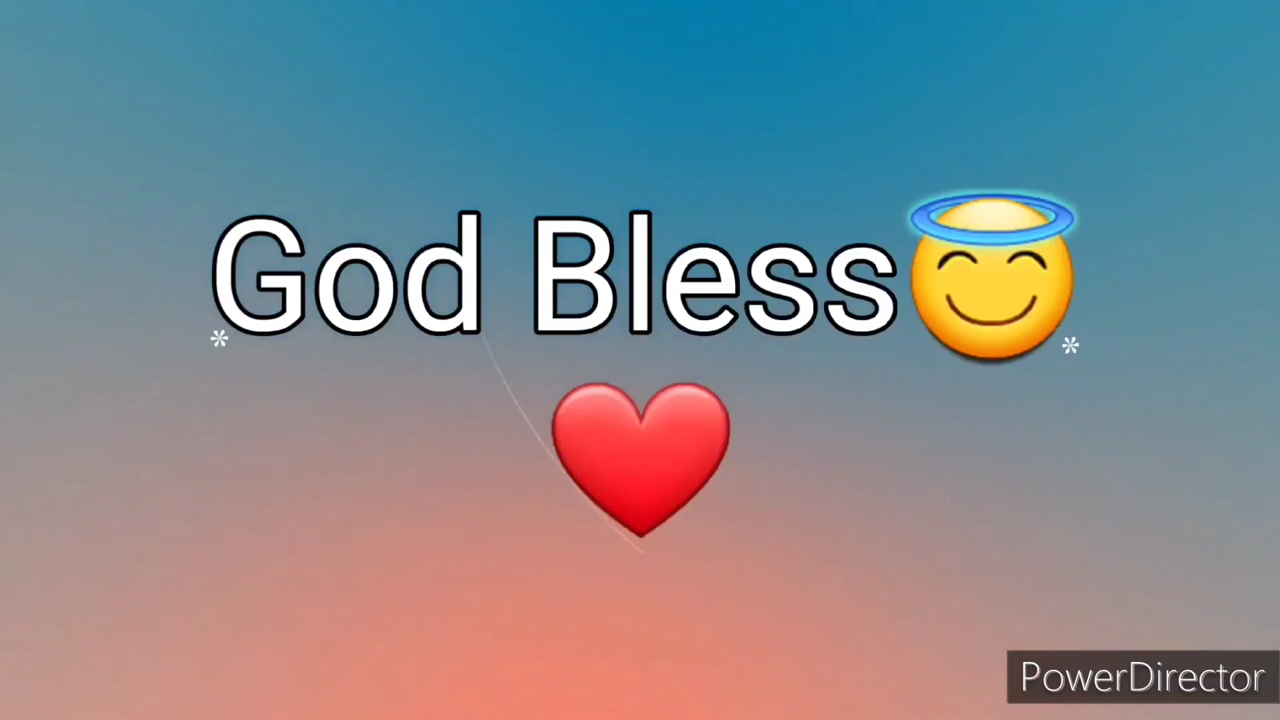 God Bless😇
* *
❤️
PowerDirector